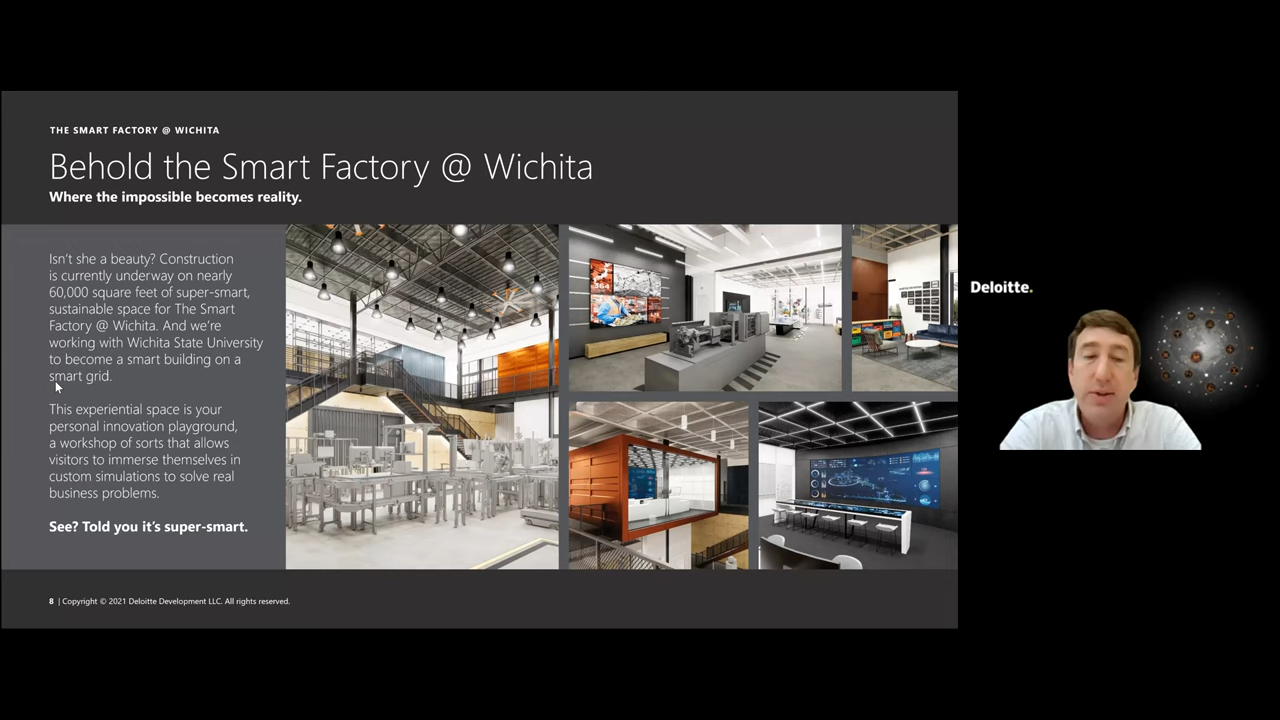 THE SMART FACTORY @ WICHITA
Behold the Smart Factory @ Wichita
Where the impossible becomes reality.
Isn't she a beauty? Construction
is currently underway on nearly
60,000 square feet of super-smart,
sustainable space for The Smart
Factory @ Wichita. And we're
working with Wichita State University
to become a smart building on a
smart grid.
This experiential space is your
personal innovation playground,
a workshop of sorts that allows
visitors to immerse themselves in
custom simulations to solve real
business problems.
See? Told you it's super-smart.
8 | Copyright © 2021 Deloitte Development LLC. All rights reserved.
Deloitte.